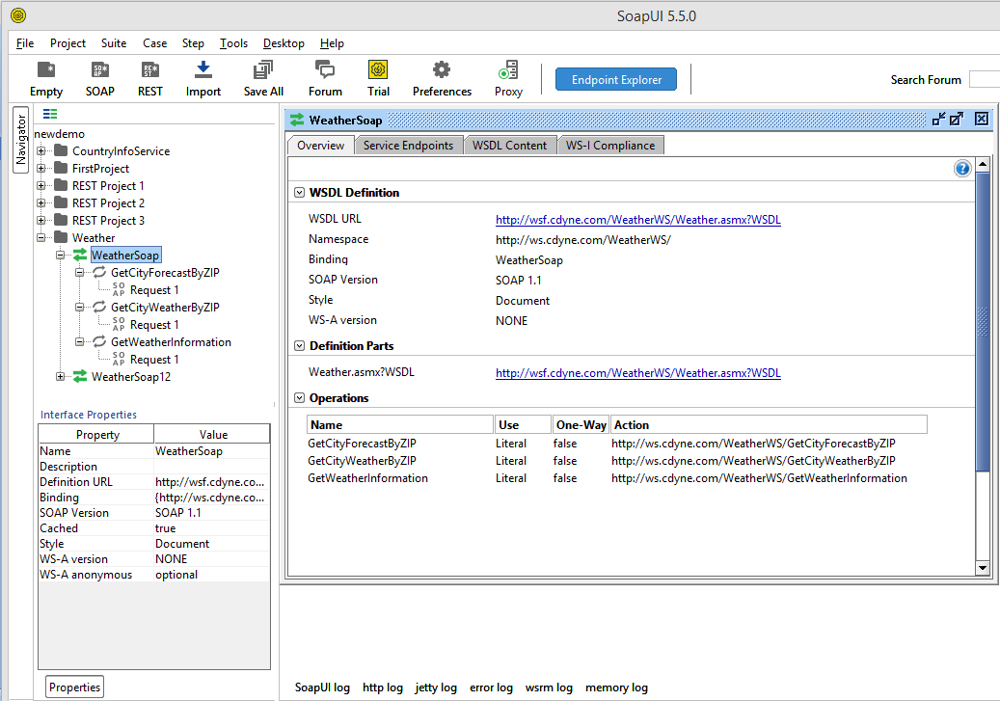 SoapUI 5.5.0
File Project Suite Case Step Tools Desktop Help
Empty SOAP REST Import Save All Forum Trial Preferences Proxy Endpoint Explorer Search Forum
Navigator
newdemo
CountryInfoService
FirstProject
REST Project 1
REST Project 2
REST Project 3
Weather
WeatherSoap
GetCityForecastByZIP
SOAP Request 1
GetCityWeatherByZIP
SOAP Request 1
GetWeatherInformation
SOAP Request 1
WeatherSoap12
Interface Properties
Property Value
Name WeatherSoap
Description
Definition URL http://wsf.cdyne.co...
Binding {http://ws.cdyne.co...
SOAP Version SOAP 1.1
Cached true
Style Document
WS-A version NONE
WS-A anonymous optional
Properties
WeatherSoap
Overview Service Endpoints WSDL Content WS-I Compliance
?
WSDL Definition
WSDL URL http://wsf.cdyne.com/WeatherWS/Weather.asmx?WSDL
Namespace http://ws.cdyne.com/WeatherWS/
Binding WeatherSoap
SOAP Version SOAP 1.1
Style Document
WS-A version NONE
Definition Parts
Weather.asmx?WSDL http://wsf.cdyne.com/WeatherWS/Weather.asmx?WSDL
Operations
Name Use One-Way Action
GetCityForecastByZIP Literal false http://ws.cdyne.com/WeatherWS/GetCityForecastByZIP
GetCityWeatherByZIP Literal false http://ws.cdyne.com/WeatherWS/GetCityWeatherByZIP
GetWeatherInformation Literal false http://ws.cdyne.com/WeatherWS/GetWeatherInformation
SoapUI log http log jetty log error log wsrm log memory log